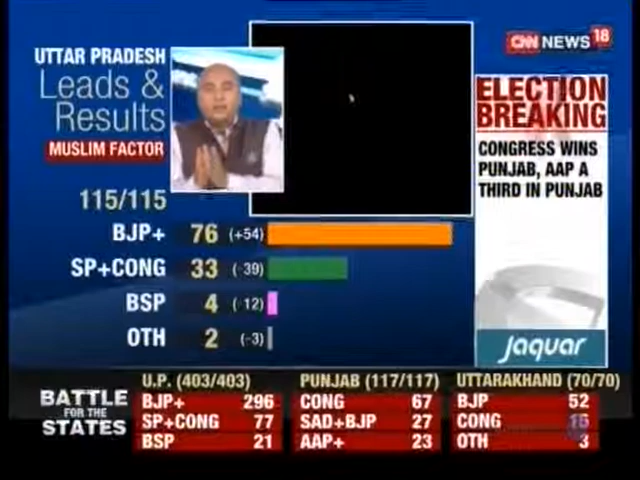 UTTAR PRADESH
Leads &
Results
MUSLIM FACTOR
CNN NEWS 18
ELECTION
BREAKING
CONGRESS WINS
PUNJAB, AAP A
THIRD IN PUNJAB
115/115
BJP+ 76 (+54)
SP+CONG 33 (-39)
BSP 4 (-12)
OTH 2 (-3)
Jaquar
BATTLE
FOR THE
STATES
U.P. (403/403)
BJP+ 296
SP+CONG 77
BSP 21
PUNJAB (117/117)
CONG 67
SAD+BJP 27
AAP+ 23
UTTARAKHAND (70/70)
BJP 52
CONG 15
OTH 3